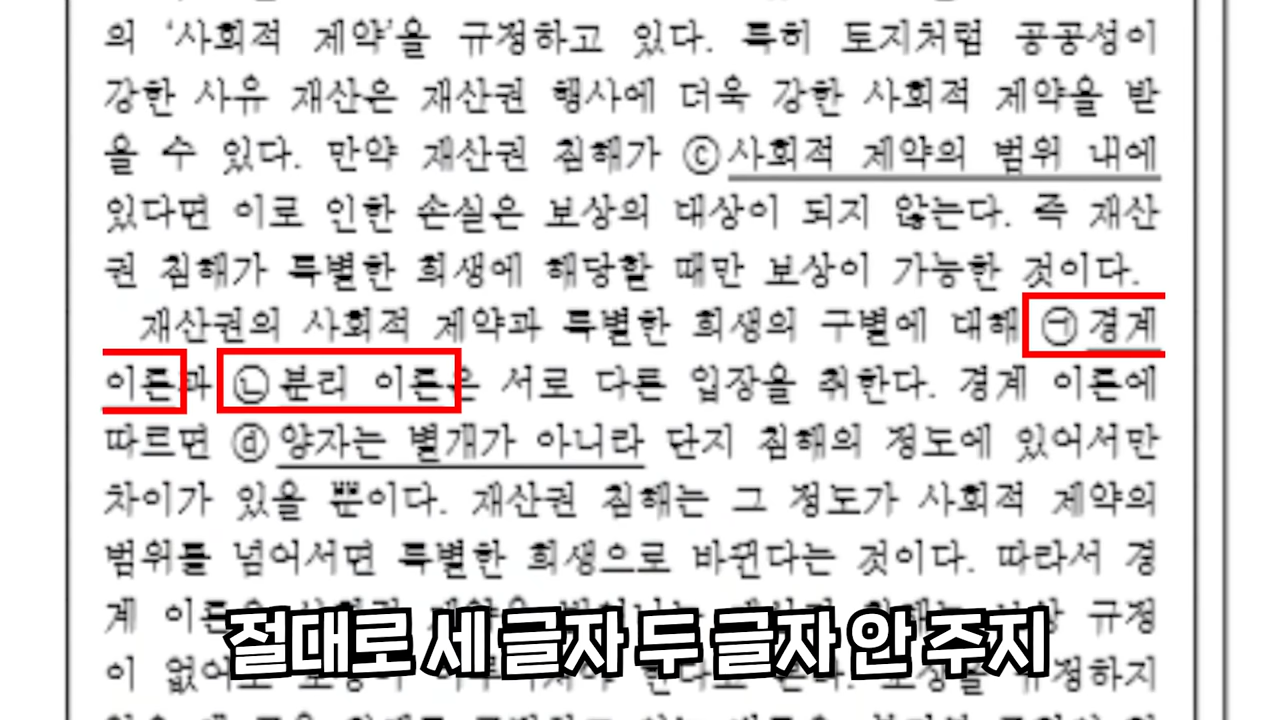 의 '사회적 제약'을 규정하고 있다. 특히 토지처럼 공공성이
강한 사유 재산은 재산권 행사에 더욱 강한 사회적 제약을 받
을 수 있다. 만약 재산권 침해가 ⓒ사회적 제약의 범위 내에
있다면 이로 인한 손실은 보상의 대상이 되지 않는다. 즉 재산
권 침해가 특별한 희생에 해당할 때만 보상이 가능한 것이다.
재산권의 사회적 제약과 특별한 희생의 구별에 대해 ㉠경계
이론과 ㉡분리 이론은 서로 다른 입장을 취한다. 경계 이론에
따르면 ⓓ양자는 별개가 아니라 단지 침해의 정도에 있어서만
차이가 있을 뿐이다. 재산권 침해는 그 정도가 사회적 제약의
범위를 넘어서면 특별한 희생으로 바뀐다는 것이다. 따라서 경
계 규정
이 한다고 본다. 보상을 규정하지
절대로 세 글자 두 글자 안 주지